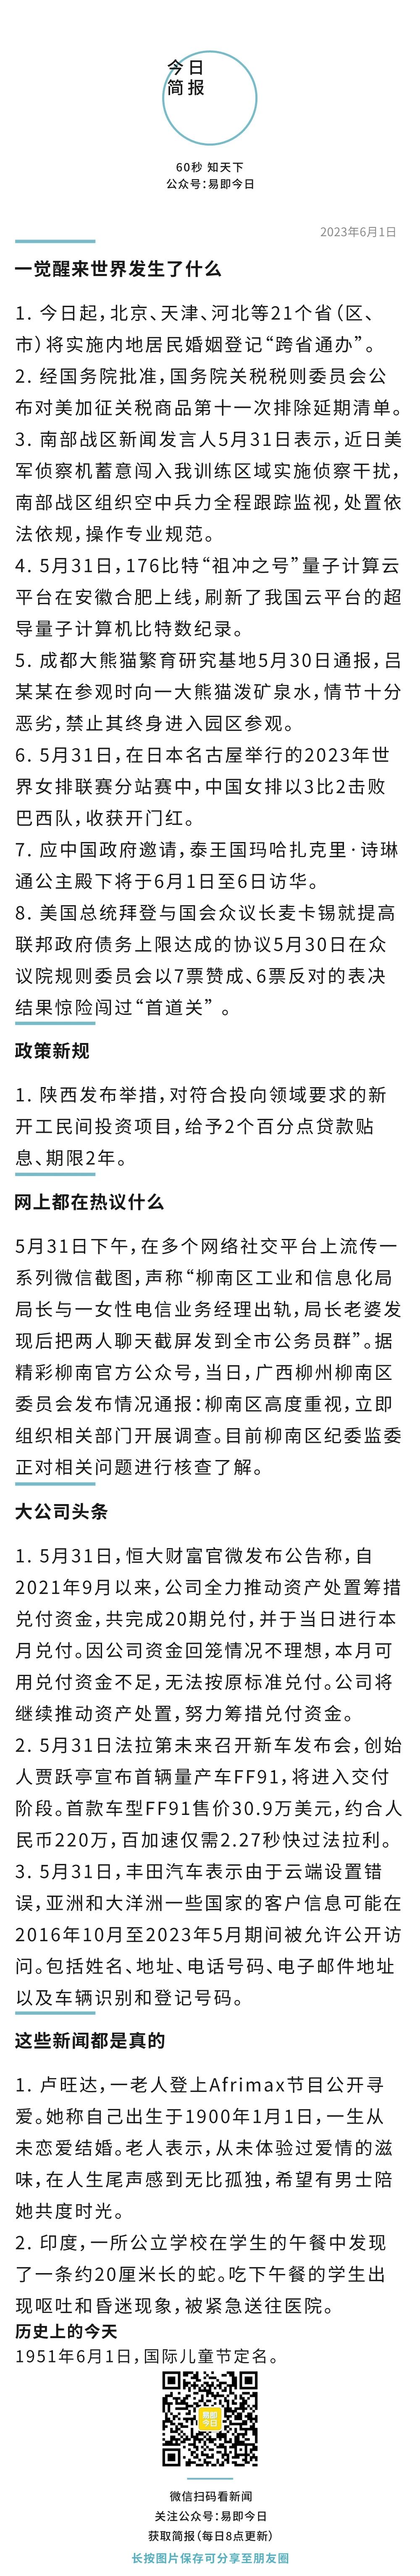 今日
简报
60秒 知天下
公众号：易即今日
2023年6月1日
一觉醒来世界发生了什么
1. 今日起，北京、天津、河北等21个省（区、
市）将实施内地居民婚姻登记“跨省通办”。
2. 经国务院批准，国务院关税税则委员会公
布对美加征关税商品第十一次排除延期清单。
3. 南部战区新闻发言人5月31日表示，近日美
军侦察机蓄意闯入我训练区域实施侦察干扰，
南部战区组织空中兵力全程跟踪监视，处置依
法依规，操作专业规范。
4. 5月31日，176比特“祖冲之号”量子计算云
平台在安徽合肥上线，刷新了我国云平台的超
导量子计算机比特数纪录。
5. 成都大熊猫繁育研究基地5月30日通报，吕
某某在参观时向一大熊猫泼矿泉水，情节十分
恶劣，禁止其终身进入园区参观。
6. 5月31日，在日本名古屋举行的2023年世
界女排联赛分站赛中，中国女排以3比2击败
巴西队，收获开门红。
7. 应中国政府邀请，泰王国玛哈扎克里·诗琳
通公主殿下将于6月1日至6日访华。
8. 美国总统拜登与国会众议长麦卡锡就提高
联邦政府债务上限达成的协议5月30日在众
议院规则委员会以7票赞成、6票反对的表决
结果惊险闯过“首道关” 。
政策新规
1. 陕西发布举措，对符合投向领域要求的新
开工民间投资项目，给予2个百分点贷款贴
息、期限2年。
网上都在热议什么
5月31日下午，在多个网络社交平台上流传一
系列微信截图，声称“柳南区工业和信息化局
局长与一女性电信业务经理出轨，局长老婆发
现后把两人聊天截屏发到全市公务员群”。据
精彩柳南官方公众号，当日，广西柳州柳南区
委员会发布情况通报：柳南区高度重视，立即
组织相关部门开展调查。目前柳南区纪委监委
正对相关问题进行核查了解。
大公司头条
1. 5月31日，恒大财富官微发布公告称，自
2021年9月以来，公司全力推动资产处置筹措
兑付资金，共完成20期兑付，并于当日进行本
月兑付。因公司资金回笼情况不理想，本月可
用兑付资金不足，无法按原标准兑付。公司将
继续推动资产处置，努力筹措兑付资金。
2. 5月31日法拉第未来召开新车发布会，创始
人贾跃亭宣布首辆量产车FF91，将进入交付
阶段。首款车型FF91售价30.9万美元，约合人
民币220万，百加速仅需2.27秒快过法拉利。
3. 5月31日，丰田汽车表示由于云端设置错
误，亚洲和大洋洲一些国家的客户信息可能在
2016年10月至2023年5月期间被允许公开访
问。包括姓名、地址、电话号码、电子邮件地址
以及车辆识别和登记号码。
这些新闻都是真的
1. 卢旺达，一老人登上Afrimax节目公开寻
爱。她称自己出生于1900年1月1日，一生从
未恋爱结婚。老人表示，从未体验过爱情的滋
味，在人生尾声感到无比孤独，希望有男士陪
她共度时光。
2. 印度，一所公立学校在学生的午餐中发现
了一条约20厘米长的蛇。吃下午餐的学生出
现呕吐和昏迷现象，被紧急送往医院。
历史上的今天
1951年6月1日，国际儿童节定名。
易即
今日
微信扫码看新闻
关注公众号：易即今日
获取简报（每日8点更新）
长按图片保存可分享至朋友圈